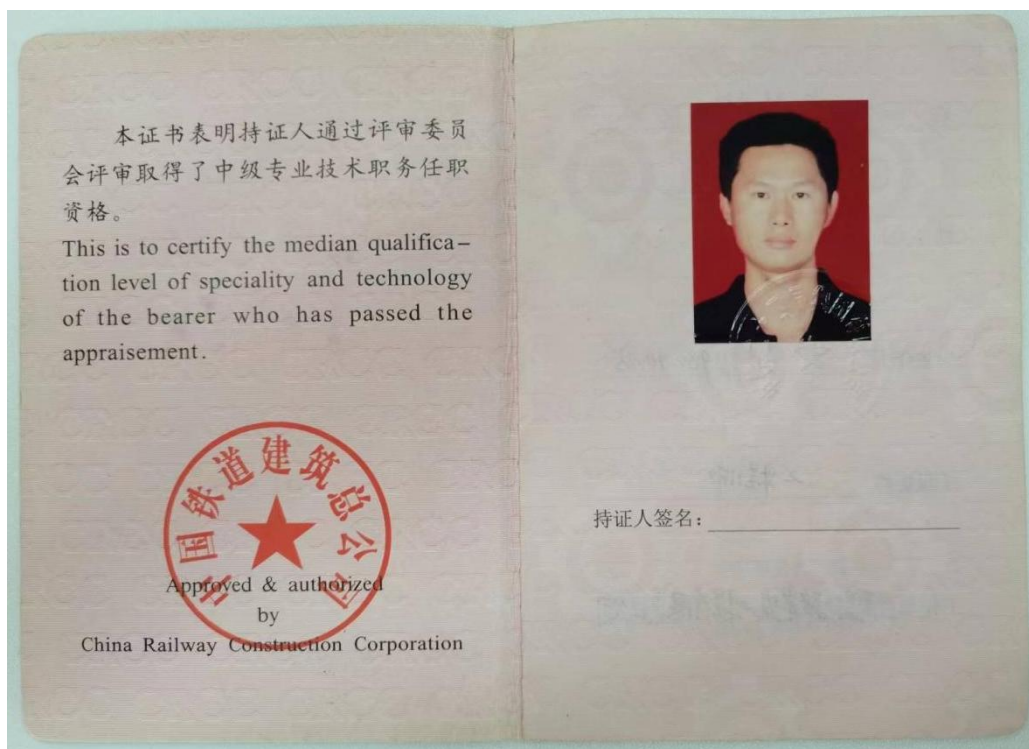 本证书表明持证人通过评审委员
会评审取得了中级专业技术职务任职
资格。
This is to certify the median qualifica-
tion level of speciality and technology
of the bearer who has passed the
appraisement.
中国铁道建筑总公司
Approved & authorized
by
China Railway Construction Corporation
持证人签名：